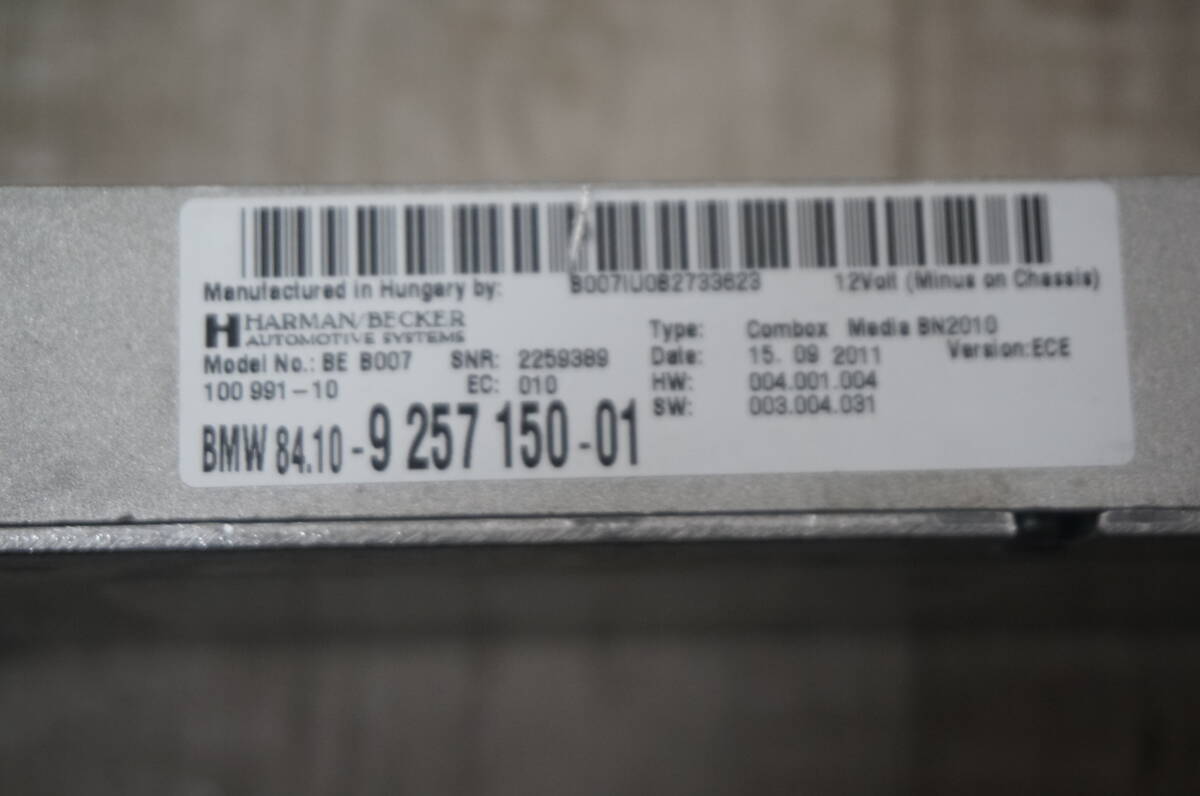 B007IU082733623 12Volt (Minus on Chassis)
Manufactured in Hungary by:
HARMAN/BECKER
AUTOMOTIVE SYSTEMS
Model No.: BE B007 SNR: 2259389
100 991-10 EC: 010
BMW 84.10-9 257 150-01
Type: Combox Media BN2010
Date: 15. 09 2011 Version:ECE
HW: 004.001.004
SW: 003.004.031